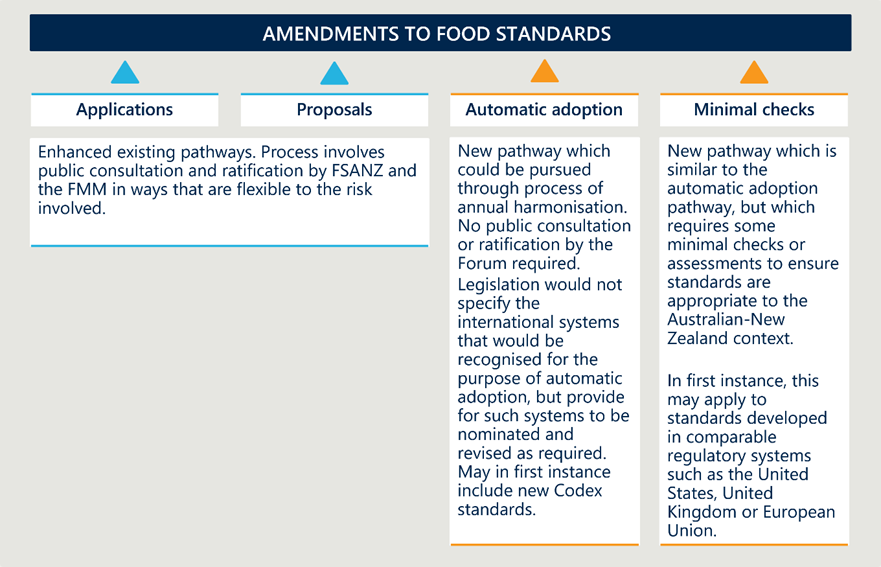 AMENDMENTS TO FOOD STANDARDS
Applications
Proposals
Automatic adoption
Minimal checks
Enhanced existing pathways. Process involves
public consultation and ratification by FSANZ and
the FMM in ways that are flexible to the risk
involved.
New pathway which
could be pursued
through process of
annual harmonisation.
No public consultation
or ratification by the
Forum required.
Legislation would not
specify the
international systems
that would be
recognised for the
purpose of automatic
adoption, but provide
for such systems to be
nominated and
revised as required.
May in first instance
include new Codex
standards.
New pathway which is
similar to the
automatic adoption
pathway, but which
requires some
minimal checks or
assessments to ensure
standards are
appropriate to the
Australian-New
Zealand context.
In first instance, this
may apply to
standards developed
in comparable
regulatory systems
such as the United
States, United
Kingdom or European
Union.